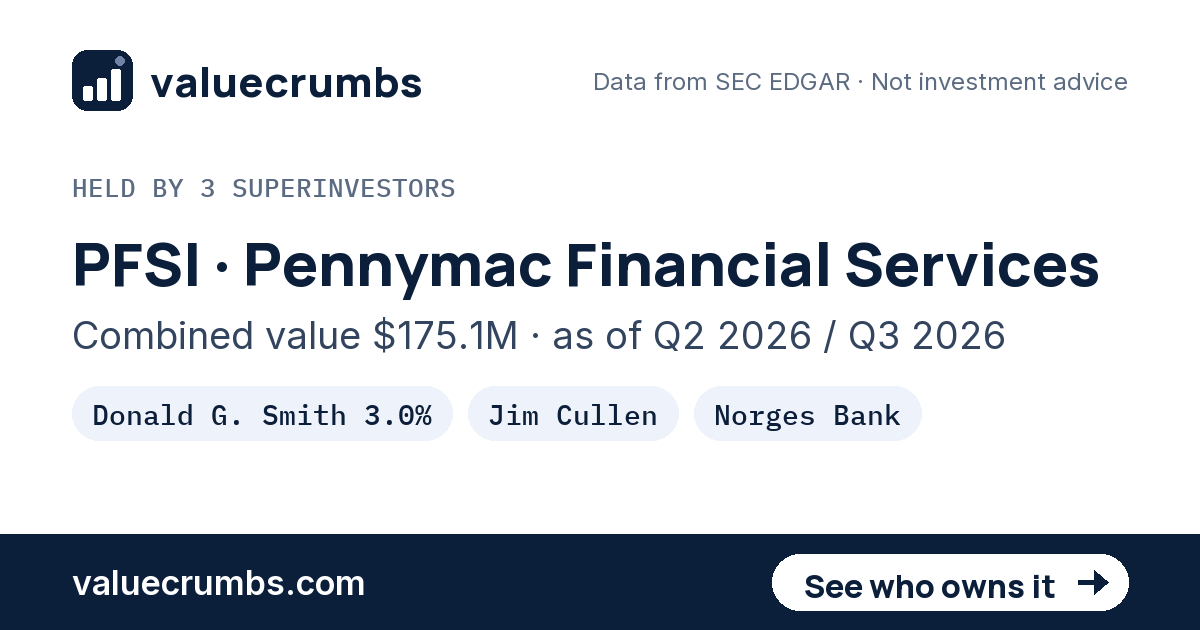 valuecrumbs
Data from SEC EDGAR · Not investment advice
HELD BY 3 SUPERINVESTORS
PFSI · Pennymac Financial Services
Combined value $175.1M · as of Q2 2026 / Q3 2026
Donald G. Smith 3.0% Jim Cullen Norges Bank
valuecrumbs.com
See who owns it →